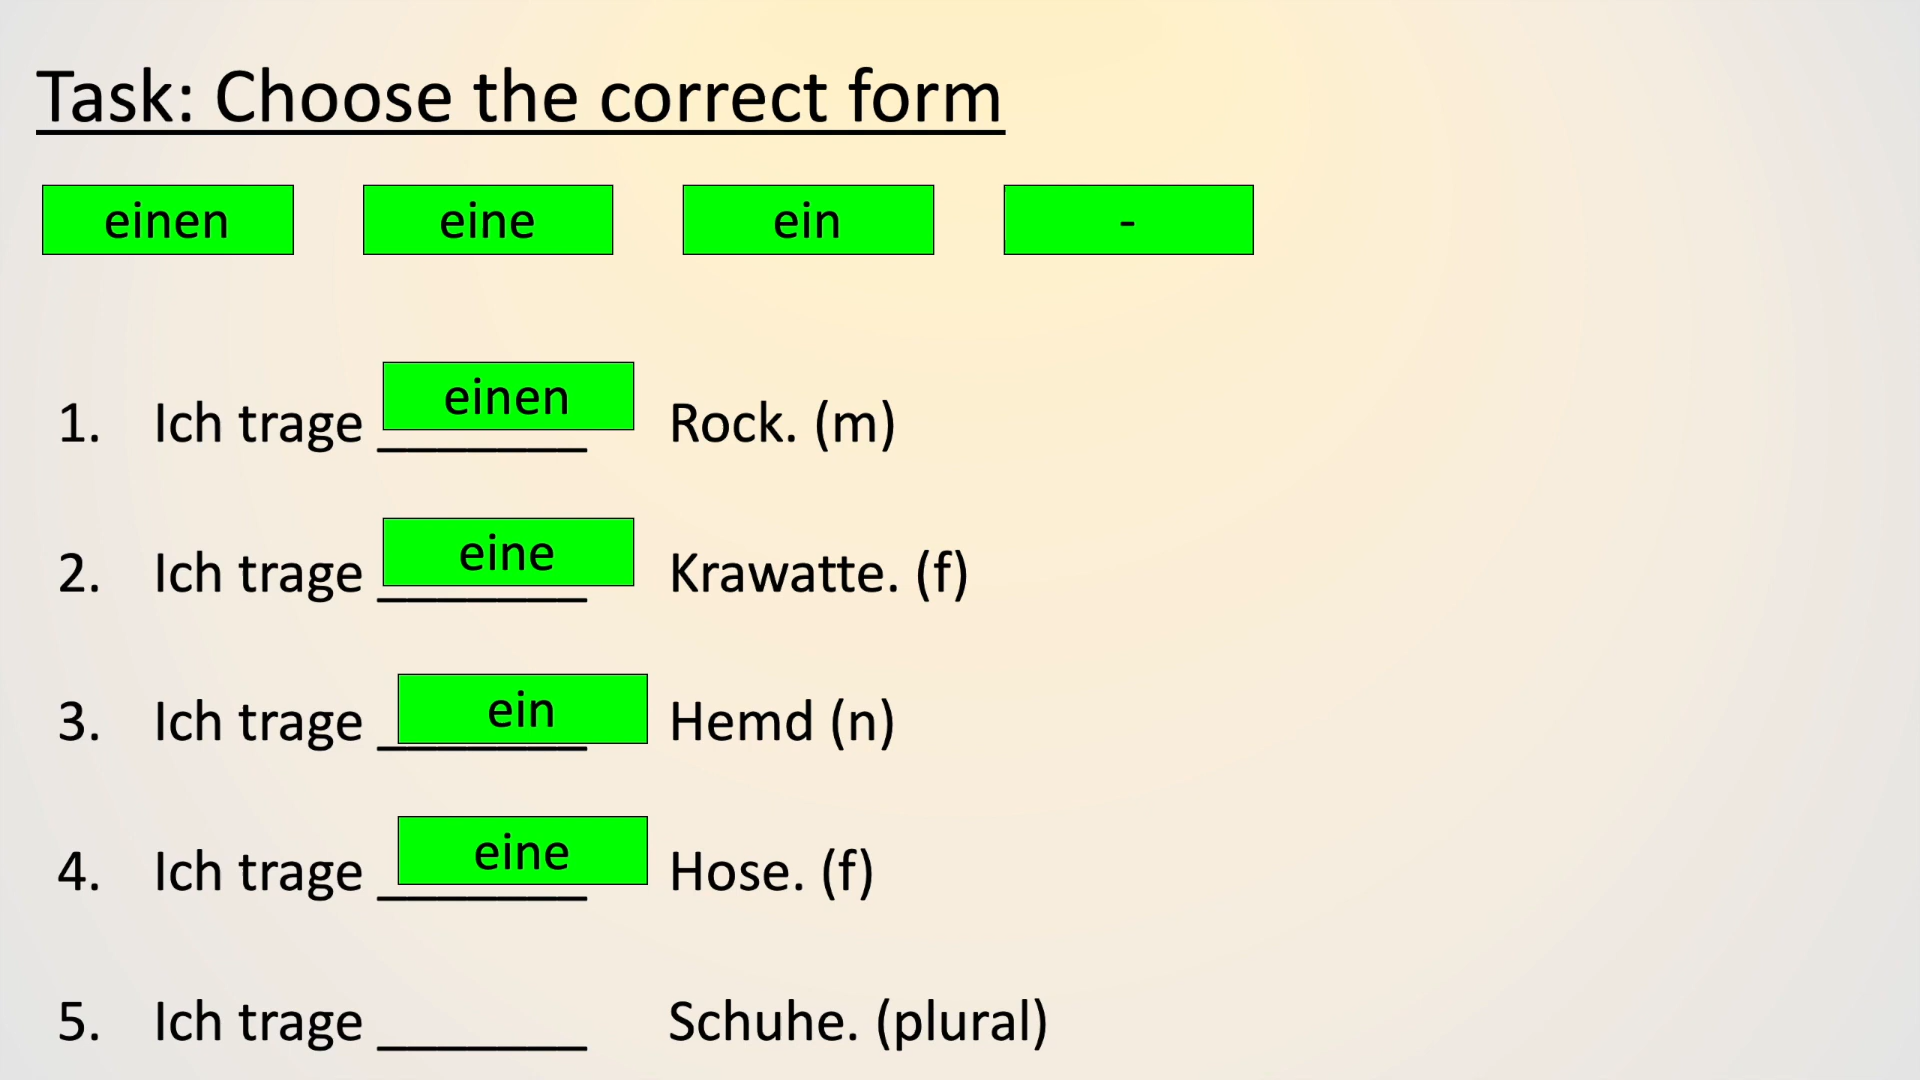 Task: Choose the correct form
einen eine ein -
1. Ich trage einen Rock. (m)
2. Ich trage eine Krawatte. (f)
3. Ich trage ein Hemd (n)
4. Ich trage eine Hose. (f)
5. Ich trage _______ Schuhe. (plural)